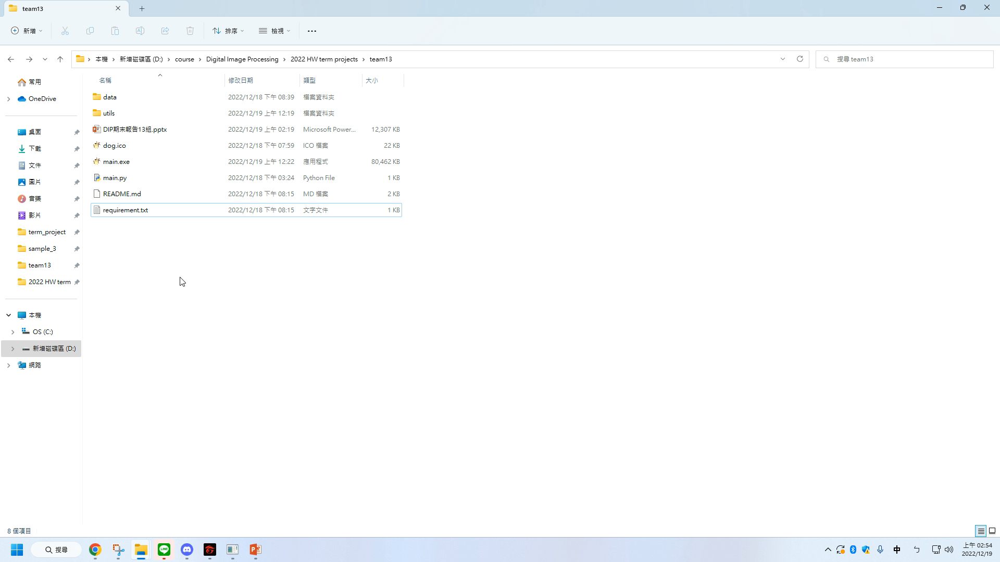 team13
新增
排序
檢視
本機 新增磁碟區 (D:) course Digital Image Processing 2022 HW term projects team13
搜尋 team13
名稱 修改日期 類型 大小
data 2022/12/18 下午 08:39 檔案資料夾
utils 2022/12/19 上午 12:19 檔案資料夾
DIP期末報告13組.pptx 2022/12/19 上午 02:19 Microsoft Power... 12,307 KB
dog.ico 2022/12/18 下午 07:59 ICO 檔案 22 KB
main.exe 2022/12/19 上午 12:22 應用程式 80,462 KB
main.py 2022/12/18 下午 03:24 Python File 1 KB
README.md 2022/12/18 下午 08:15 MD 檔案 2 KB
requirement.txt 2022/12/18 下午 08:15 文字文件 1 KB
常用
OneDrive
桌面
下載
文件
圖片
音樂
影片
term_project
sample_3
team13
2022 HW term
本機
OS (C:)
新增磁碟區 (D:)
網路
8 個項目
搜尋
LINE
中
ㄣ
上午 02:54
2022/12/19